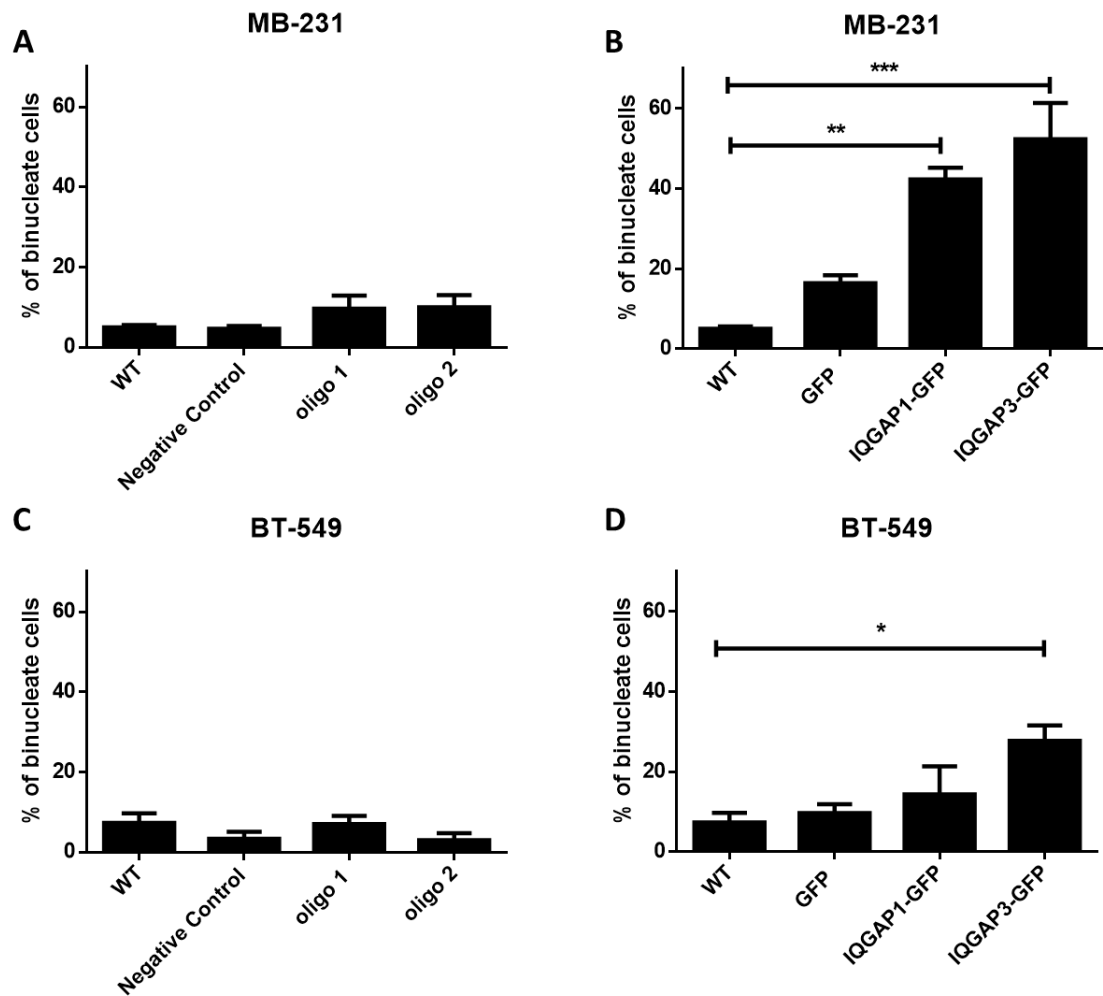 A
MB-231
% of binucleate cells
60
40
20
0
WT
Negative Control
oligo 1
oligo 2
B
MB-231
% of binucleate cells
60
40
20
0
***
**
WT
GFP
IQGAP1-GFP
IQGAP3-GFP
C
BT-549
% of binucleate cells
60
40
20
0
WT
Negative Control
oligo 1
oligo 2
D
BT-549
% of binucleate cells
60
40
20
0
*
WT
GFP
IQGAP1-GFP
IQGAP3-GFP